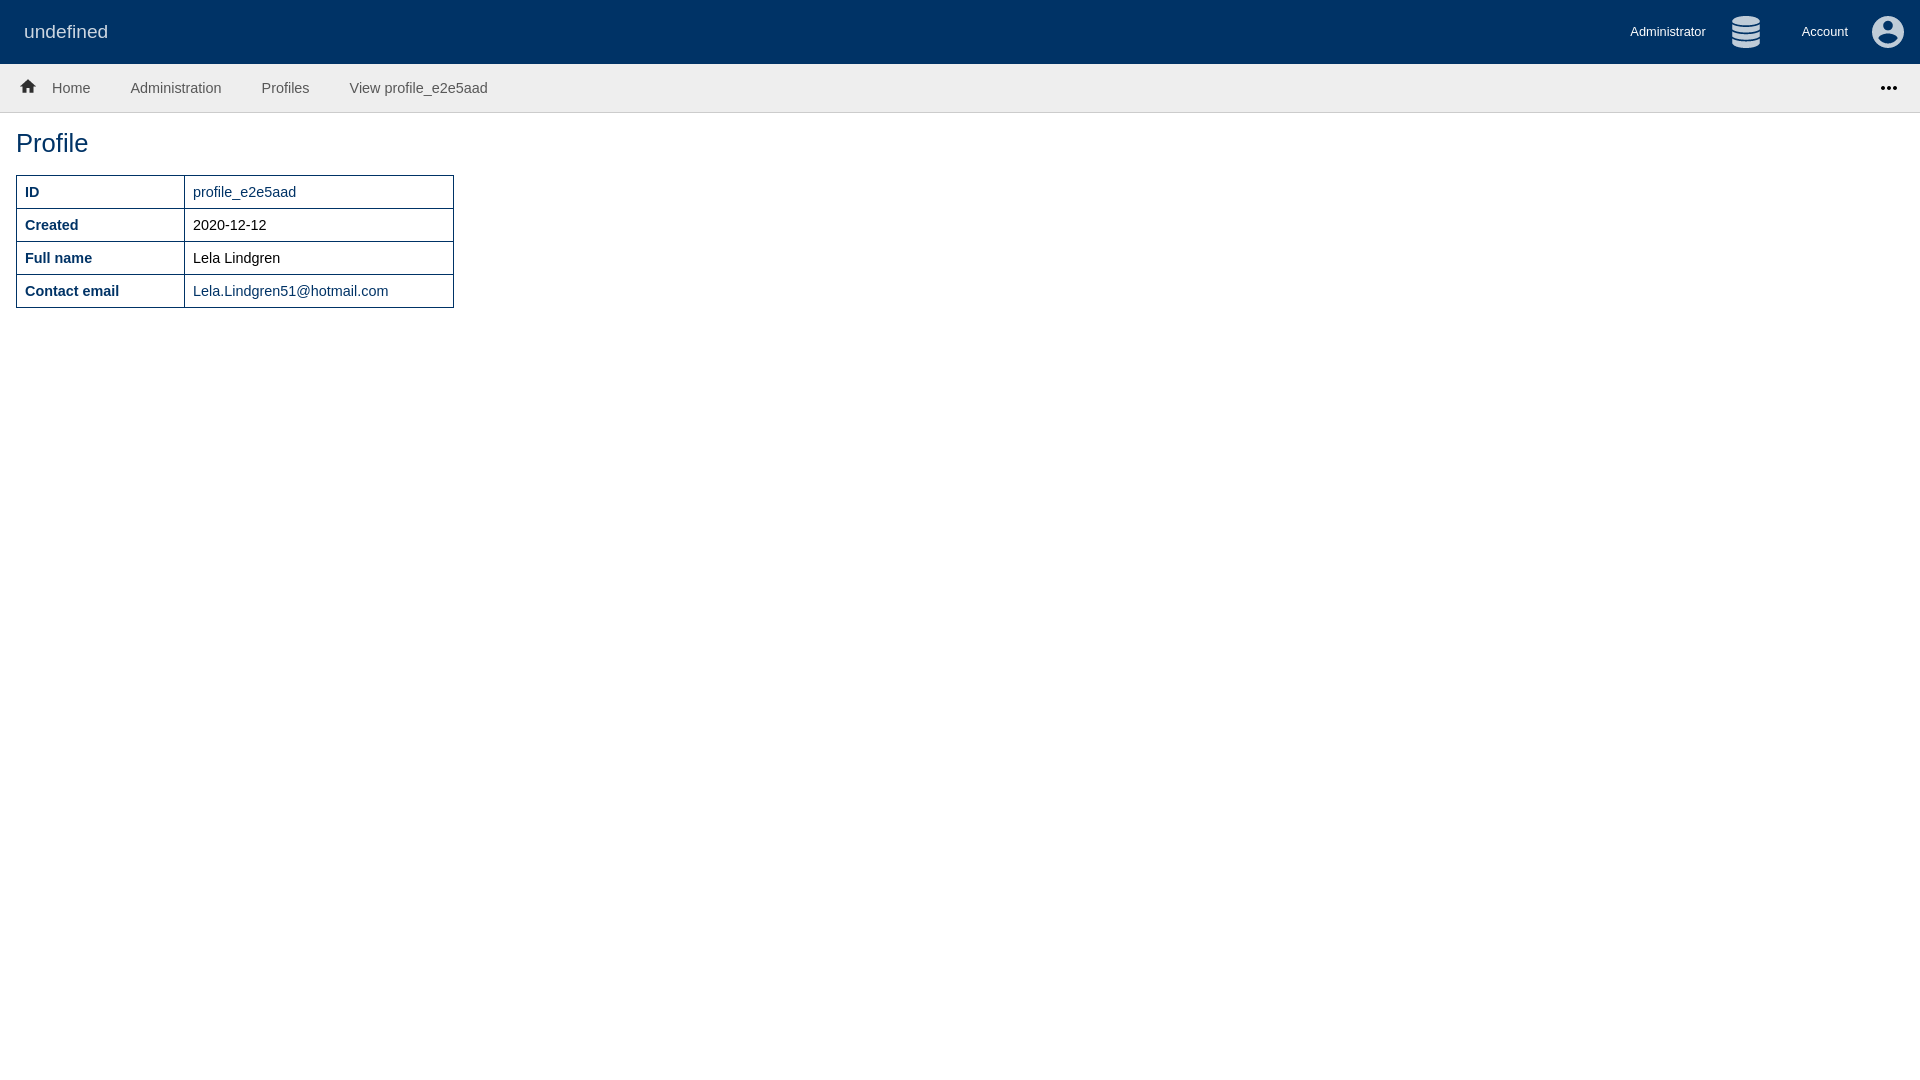 undefined
Administrator
Account
Home
Administration
Profiles
View profile_e2e5aad
Profile
ID profile_e2e5aad
Created 2020-12-12
Full name Lela Lindgren
Contact email Lela.Lindgren51@hotmail.com